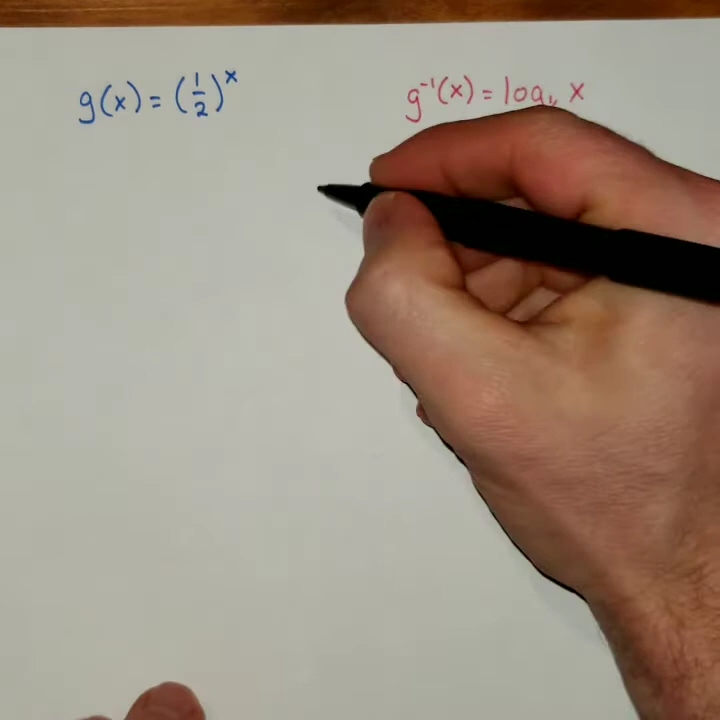 g(x) = (1/2)^x
g⁻¹(x) = log x